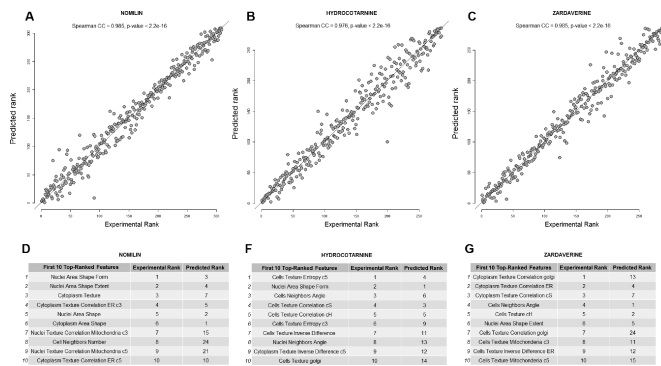 A
NOMILIN
Spearman CC = 0.985, p-value < 2.2e-16
Predicted rank
Experimental Rank
B
HYDROCOTARNINE
Spearman CC = 0.976, p-value < 2.2e-16
Predicted rank
Experimental Rank
C
ZARDAVERINE
Spearman CC = 0.985, p-value < 2.2e-16
Predicted rank
Experimental Rank
D
NOMILIN
First 10 Top-Ranked Features Experimental Rank Predicted Rank
1 Nuclei Area Shape Form 1 3
2 Nuclei Area Shape Extent 2 4
3 Cytoplasm Texture 3 7
4 Cytoplasm Texture Correlation ER c3 4 5
5 Nuclei Area Shape 5 2
6 Cytoplasm Area Shape 6 1
7 Nuclei Texture Correlation Mitochondria c3 7 15
8 Cell Neighbors Number 8 24
9 Nuclei Texture Correlation Mitochondria c5 9 21
10 Cytoplasm Texture Correlation ER c5 10 10
F
HYDROCOTARNINE
First 10 Top-Ranked Features Experimental Rank Predicted Rank
1 Cells Texture Entropy c5 1 4
2 Nuclei Area Shape Form 2 1
3 Cells Neighbors Angle 3 6
4 Cells Texture Correlation cS 4 3
5 Cells Texture Correlation cH 5 2
6 Cells Texture Entropy c3 6 9
7 Cells Texture Inverse Difference 7 11
8 Nuclei Neighbors Angle 8 13
9 Cytoplasm Texture Inverse Difference c5 9 12
10 Cells Texture golgi 10 14
G
ZARDAVERINE
First 10 Top-Ranked Features Experimental Rank Predicted Rank
1 Cytoplasm Texture Correlation golgi 1 13
2 Cytoplasm Texture Correlation ER 2 4
3 Cytoplasm Texture Correlation cS 3 7
4 Cells Neighbors Angle 4 1
5 Cells Texture cH 5 2
6 Nuclei Area Shape Extent 6 5
7 Cytoplasm Texture Correlation golgi 7 24
8 Cells Texture Mitochondria c3 8 11
9 Cells Texture Inverse Difference ER 9 12
10 Cells Texture Mitochondria c5 10 15